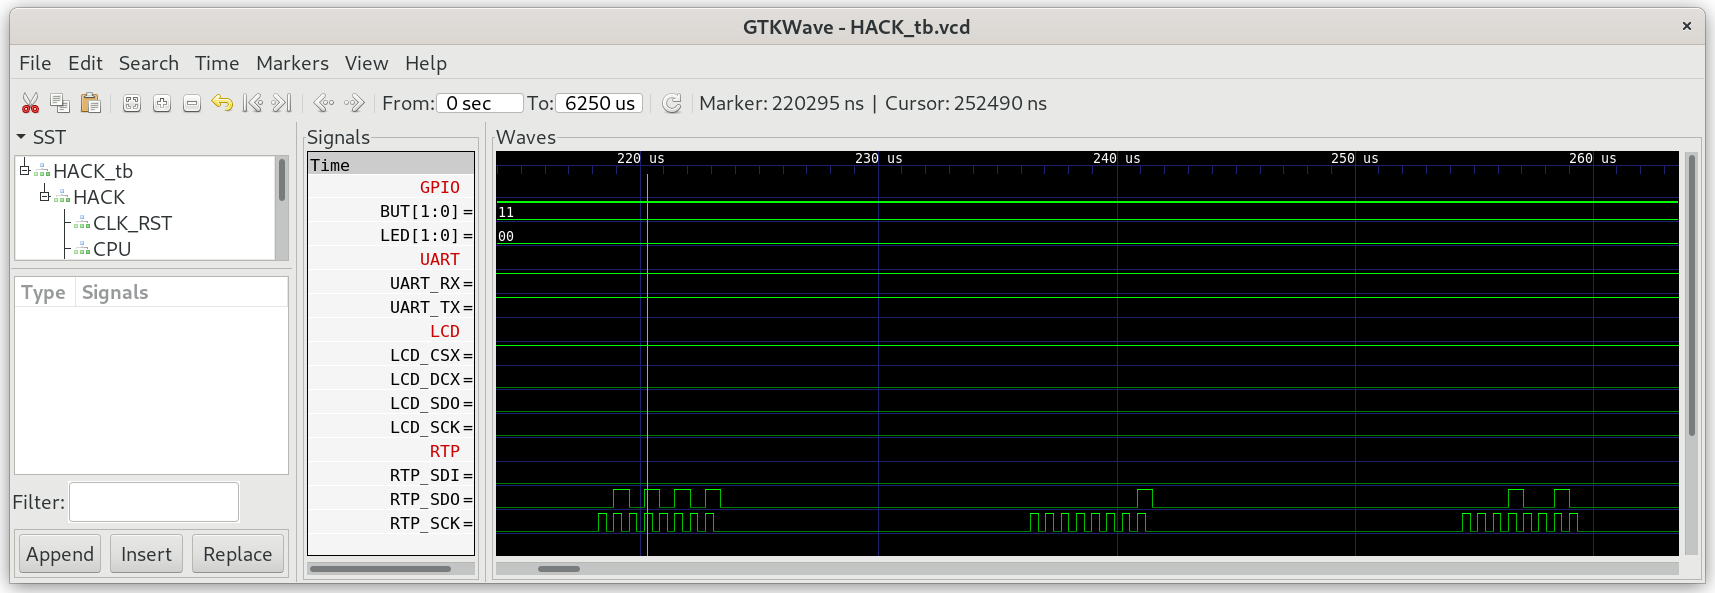 GTKWave - HACK_tb.vcd
File Edit Search Time Markers View Help
From: 0 sec To: 6250 us Marker: 220295 ns | Cursor: 252490 ns
SST
HACK_tb
HACK
CLK_RST
CPU
Type Signals
Filter:
Append Insert Replace
Signals
Time
GPIO
BUT[1:0]=
LED[1:0]=
UART
UART_RX=
UART_TX=
LCD
LCD_CSX=
LCD_DCX=
LCD_SDO=
LCD_SCK=
RTP
RTP_SDI=
RTP_SDO=
RTP_SCK=
Waves
220 us 230 us 240 us 250 us 260 us
11
00